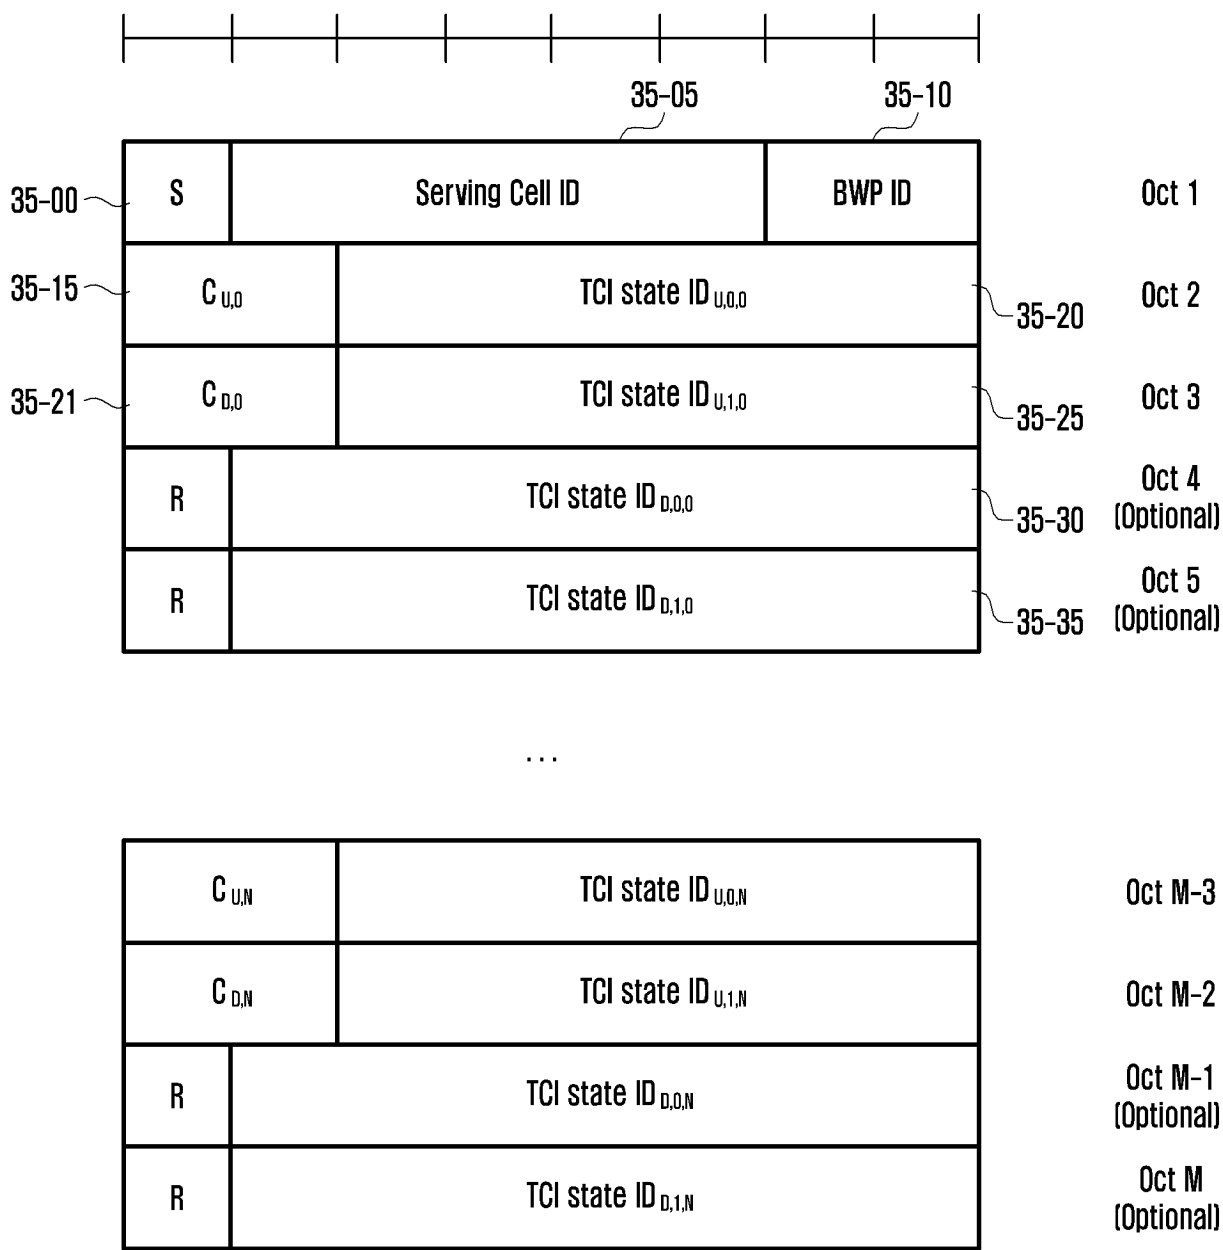 35-05 35-10
35-00 S Serving Cell ID BWP ID Oct 1
35-15 C U,0 TCI state ID U,0,0 35-20 Oct 2
35-21 C D,0 TCI state ID U,1,0 35-25 Oct 3
R TCI state ID D,0,0 35-30 Oct 4
(Optional)
R TCI state ID D,1,0 35-35 Oct 5
(Optional)
...
C U,N TCI state ID U,0,N Oct M-3
C D,N TCI state ID U,1,N Oct M-2
R TCI state ID D,0,N Oct M-1
(Optional)
R TCI state ID D,1,N Oct M
(Optional)